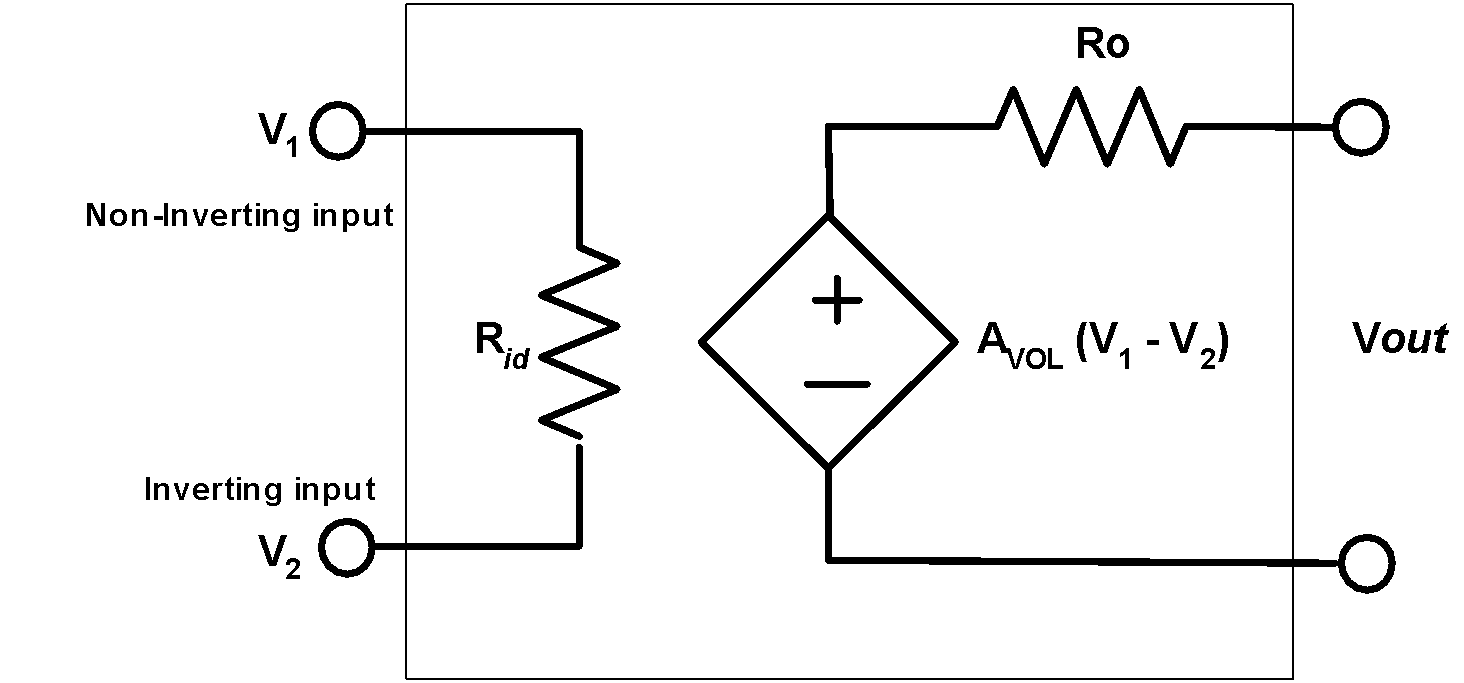 Ro
V1
Non-Inverting input
Rid
+
−
AVOL (V1 - V2)
Vout
Inverting input
V2